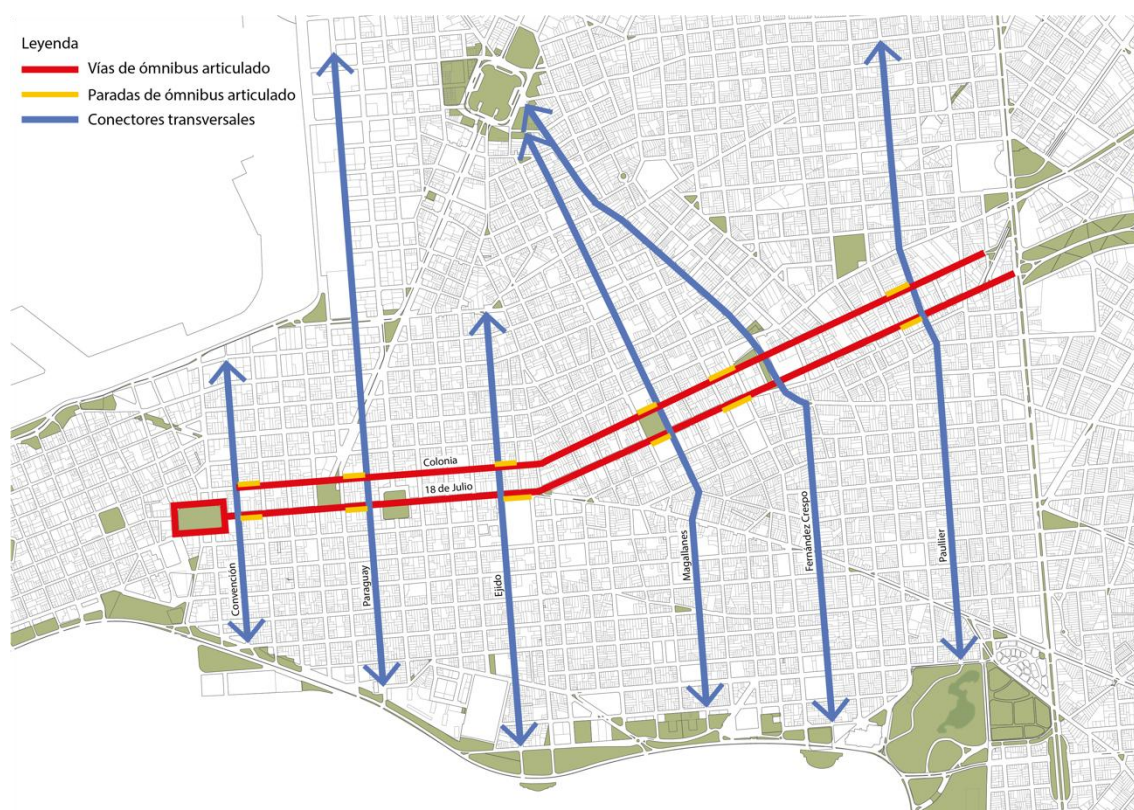 Leyenda
Vías de ómnibus articulado
Paradas de ómnibus articulado
Conectores transversales
Colonia
18 de Julio
Convención
Paraguay
Ejido
Magallanes
Fernández Crespo
Paullier